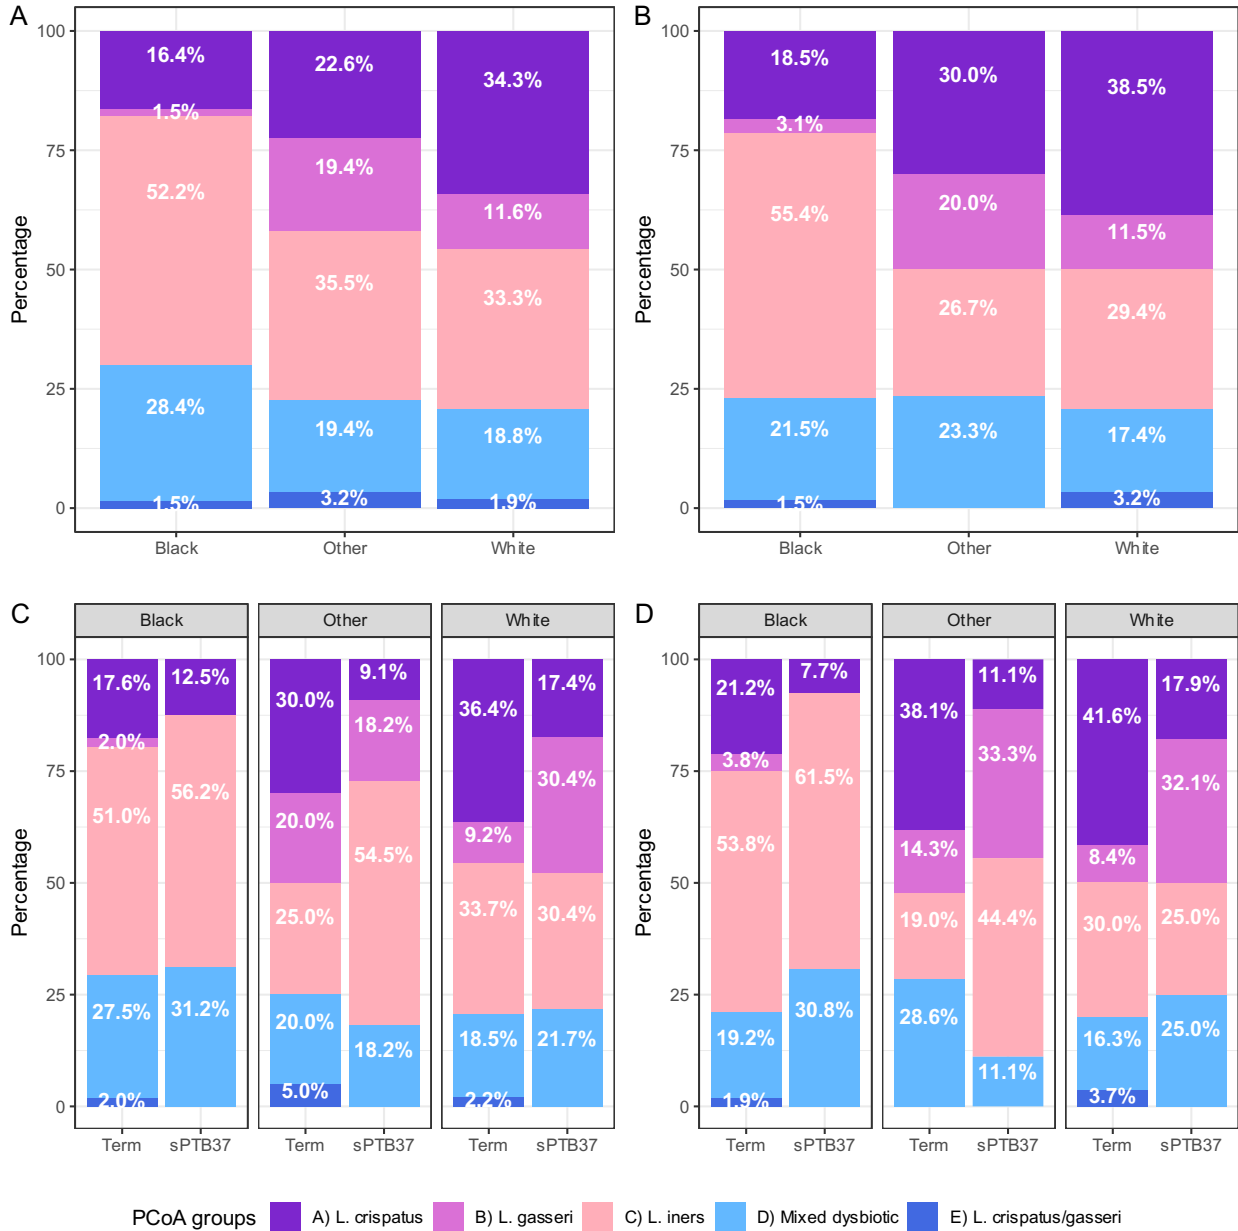 A
B
100
75
50
25
0
Percentage
16.4%
22.6%
34.3%
1.5%
19.4%
11.6%
52.2%
35.5%
33.3%
28.4%
19.4%
18.8%
1.5%
3.2%
1.9%
Black Other White
100
75
50
25
0
Percentage
18.5%
30.0%
38.5%
3.1%
20.0%
11.5%
55.4%
26.7%
29.4%
21.5%
23.3%
17.4%
1.5%
3.2%
Black Other White
C
Black Other White
100
75
50
25
0
Percentage
17.6% 12.5% 30.0% 9.1% 36.4% 17.4%
2.0% 20.0% 18.2% 9.2% 30.4%
51.0% 56.2% 25.0% 54.5% 33.7% 30.4%
27.5% 31.2% 20.0% 18.2% 18.5% 21.7%
2.0% 5.0% 2.2%
Term sPTB37 Term sPTB37 Term sPTB37
D
Black Other White
100
75
50
25
0
Percentage
21.2% 7.7% 38.1% 11.1% 41.6% 17.9%
3.8% 14.3% 33.3% 8.4% 32.1%
53.8% 61.5% 19.0% 44.4% 30.0% 25.0%
19.2% 30.8% 28.6% 11.1% 16.3% 25.0%
1.9% 3.7%
Term sPTB37 Term sPTB37 Term sPTB37
PCoA groups A) L. crispatus B) L. gasseri C) L. iners D) Mixed dysbiotic E) L. crispatus/gasseri